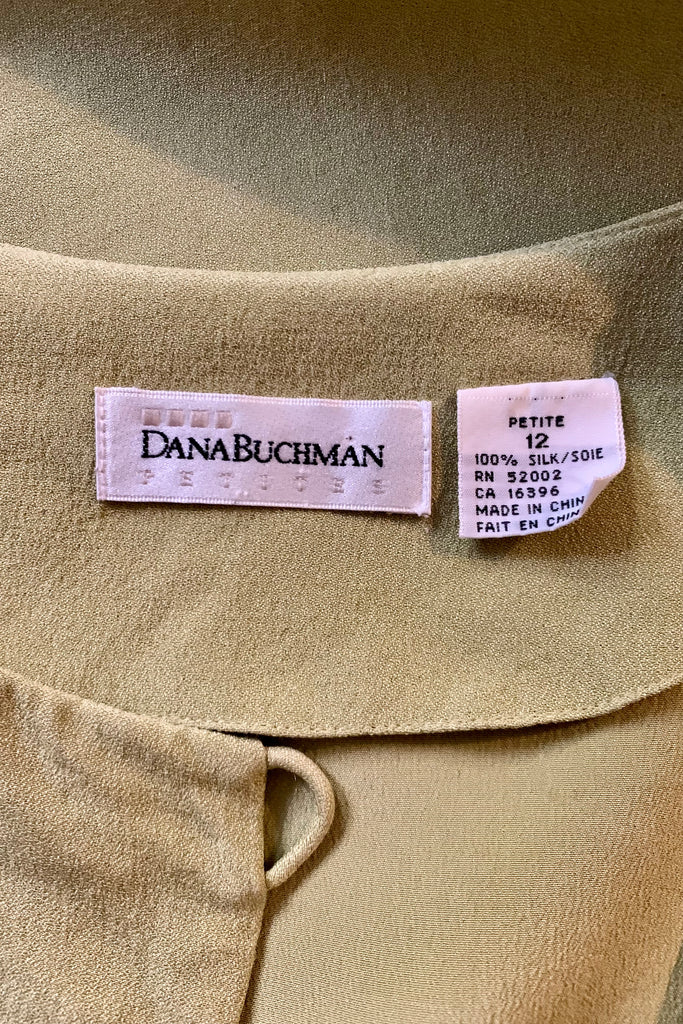 DANA BUCHMAN
PETITES
PETITE
12
100% SILK/SOIE
RN 52002
CA 16396
MADE IN CHIN
FAIT EN CHIN